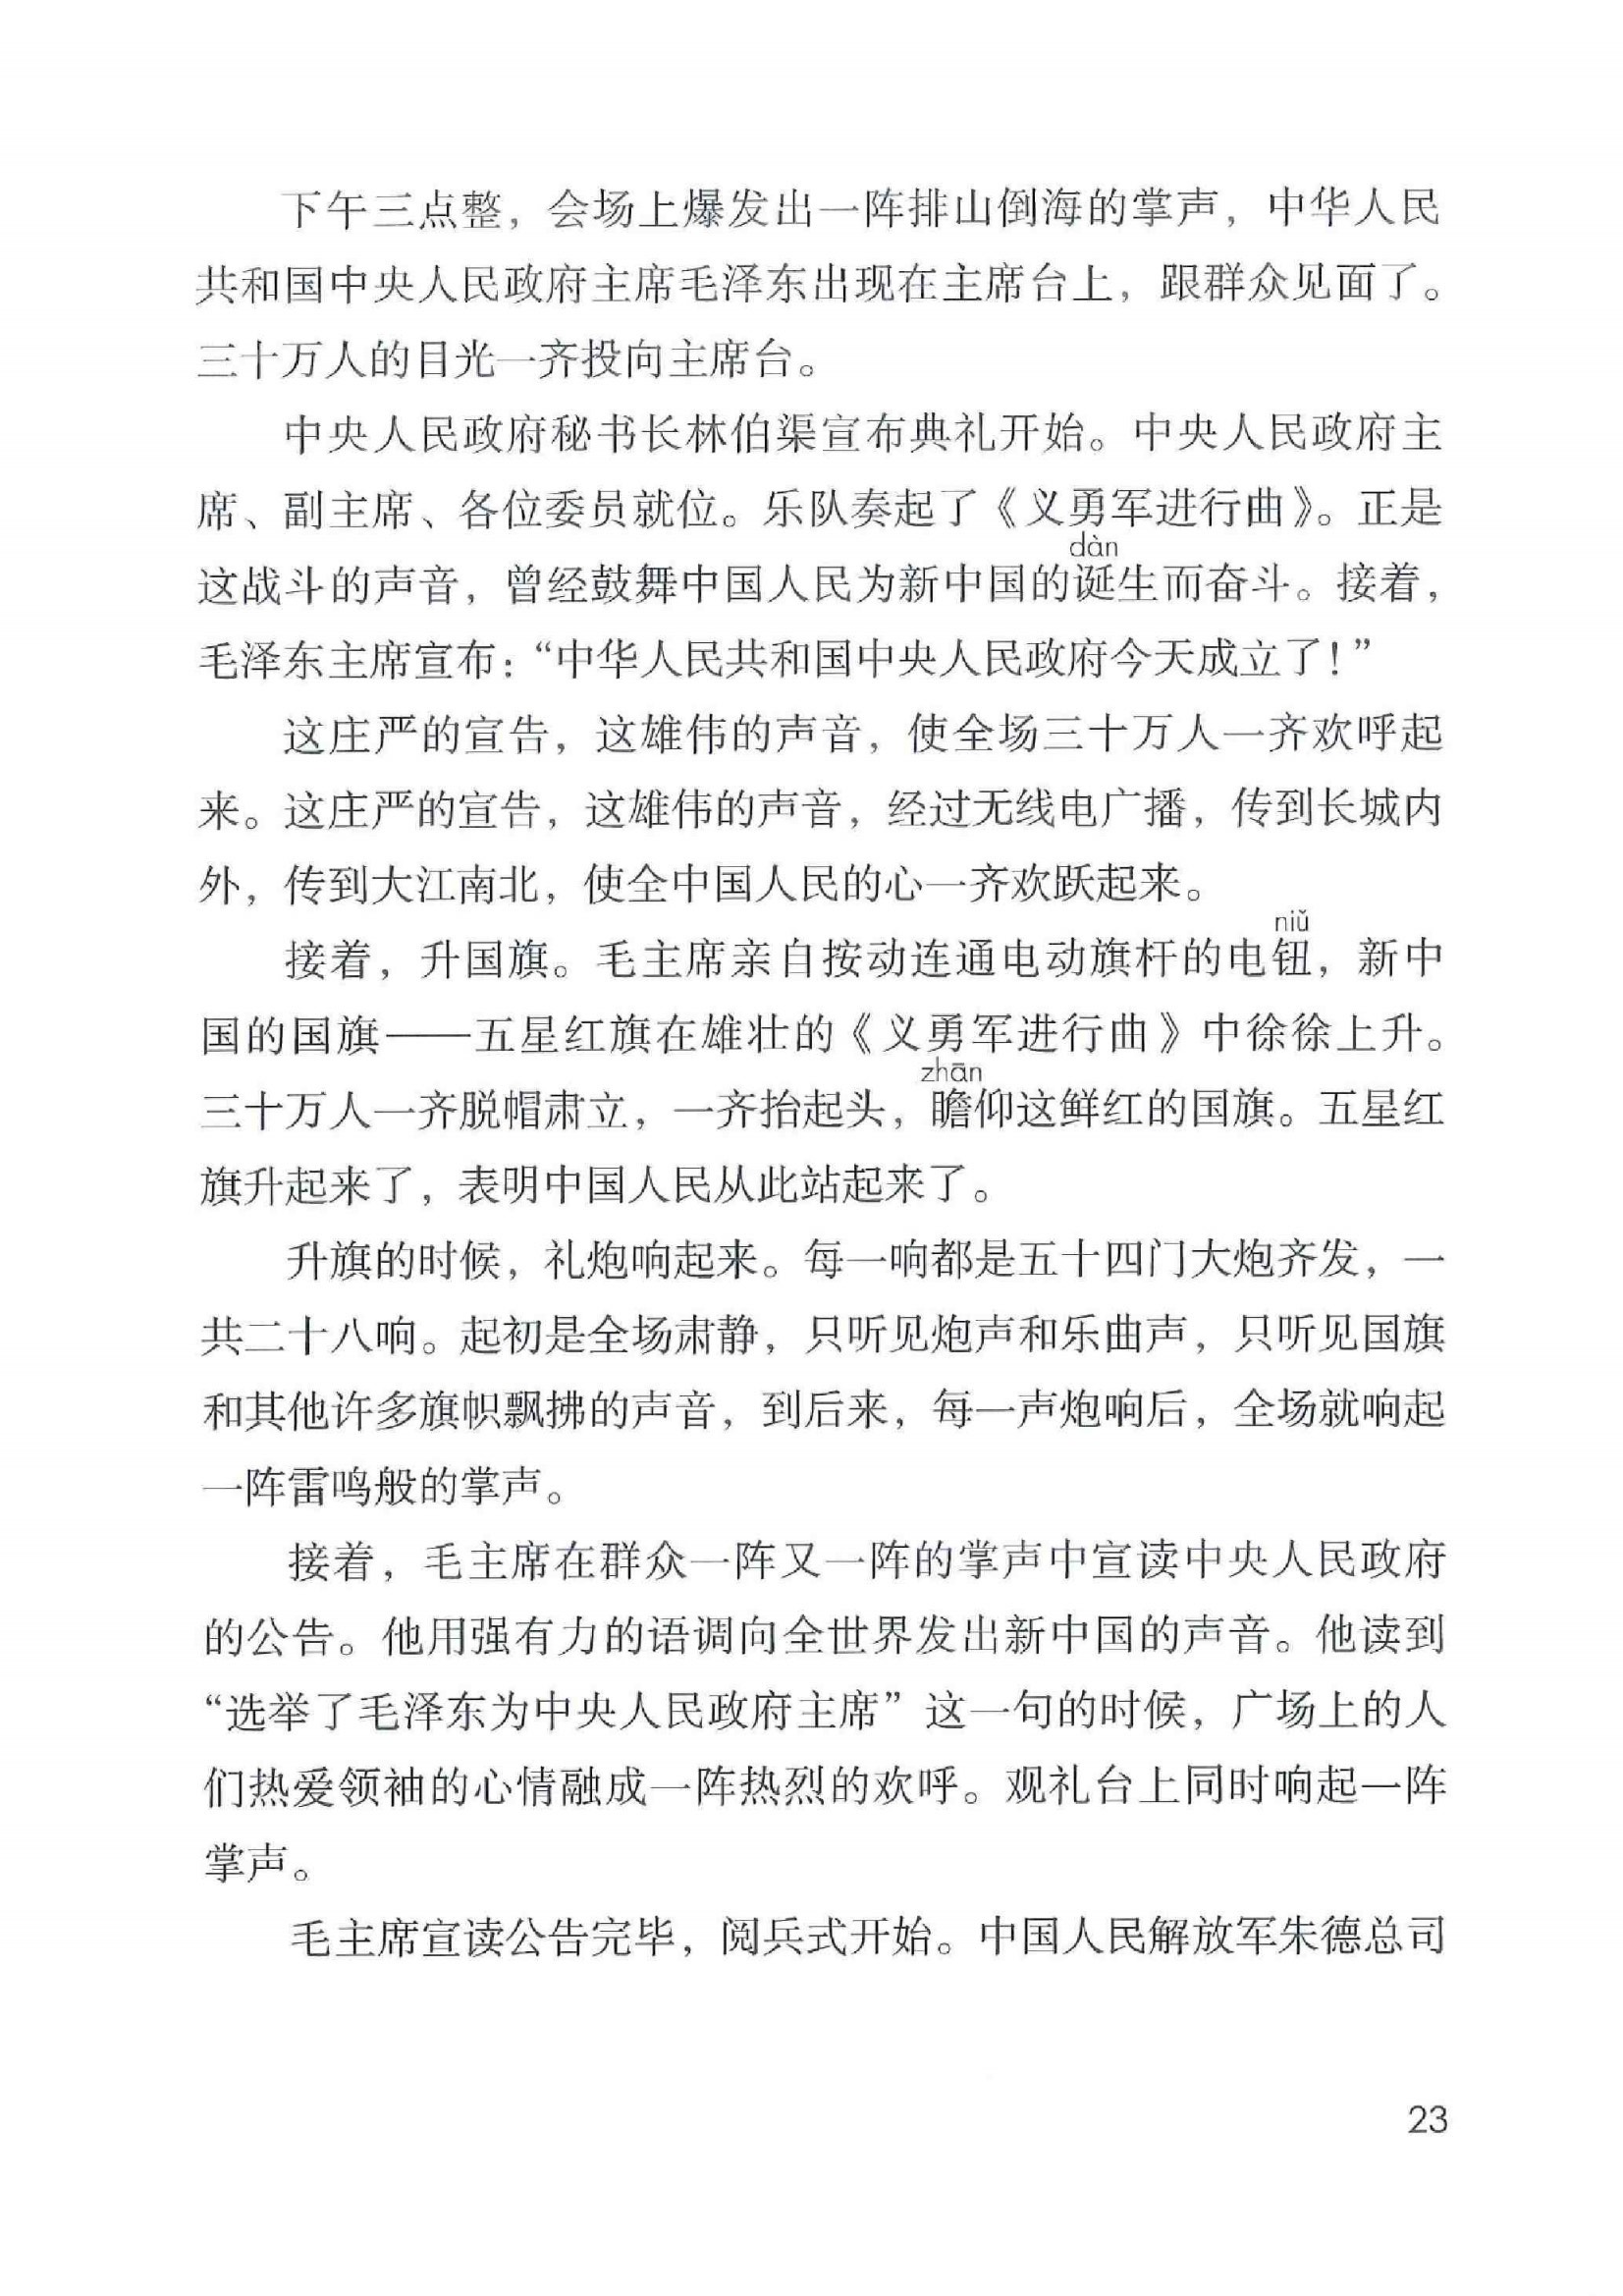 下午三点整，会场上爆发出一阵排山倒海的掌声，中华人民
共和国中央人民政府主席毛泽东出现在主席台上，跟群众见面了。
三十万人的目光一齐投向主席台。
中央人民政府秘书长林伯渠宣布典礼开始。中央人民政府主
席、副主席、各位委员就位。乐队奏起了《义勇军进行曲》。正是
dàn
这战斗的声音，曾经鼓舞中国人民为新中国的诞生而奋斗。接着，
毛泽东主席宣布：“中华人民共和国中央人民政府今天成立了！”
这庄严的宣告，这雄伟的声音，使全场三十万人一齐欢呼起
来。这庄严的宣告，这雄伟的声音，经过无线电广播，传到长城内
外，传到大江南北，使全中国人民的心一齐欢跃起来。
niǔ
接着，升国旗。毛主席亲自按动连通电动旗杆的电钮，新中
国的国旗——五星红旗在雄壮的《义勇军进行曲》中徐徐上升。
zhān
三十万人一齐脱帽肃立，一齐抬起头，瞻仰这鲜红的国旗。五星红
旗升起来了，表明中国人民从此站起来了。
升旗的时候，礼炮响起来。每一响都是五十四门大炮齐发，一
共二十八响。起初是全场肃静，只听见炮声和乐曲声，只听见国旗
和其他许多旗帜飘拂的声音，到后来，每一声炮响后，全场就响起
一阵雷鸣般的掌声。
接着，毛主席在群众一阵又一阵的掌声中宣读中央人民政府
的公告。他用强有力的语调向全世界发出新中国的声音。他读到
“选举了毛泽东为中央人民政府主席”这一句的时候，广场上的人
们热爱领袖的心情融成一阵热烈的欢呼。观礼台上同时响起一阵
掌声。
毛主席宣读公告完毕，阅兵式开始。中国人民解放军朱德总司
23